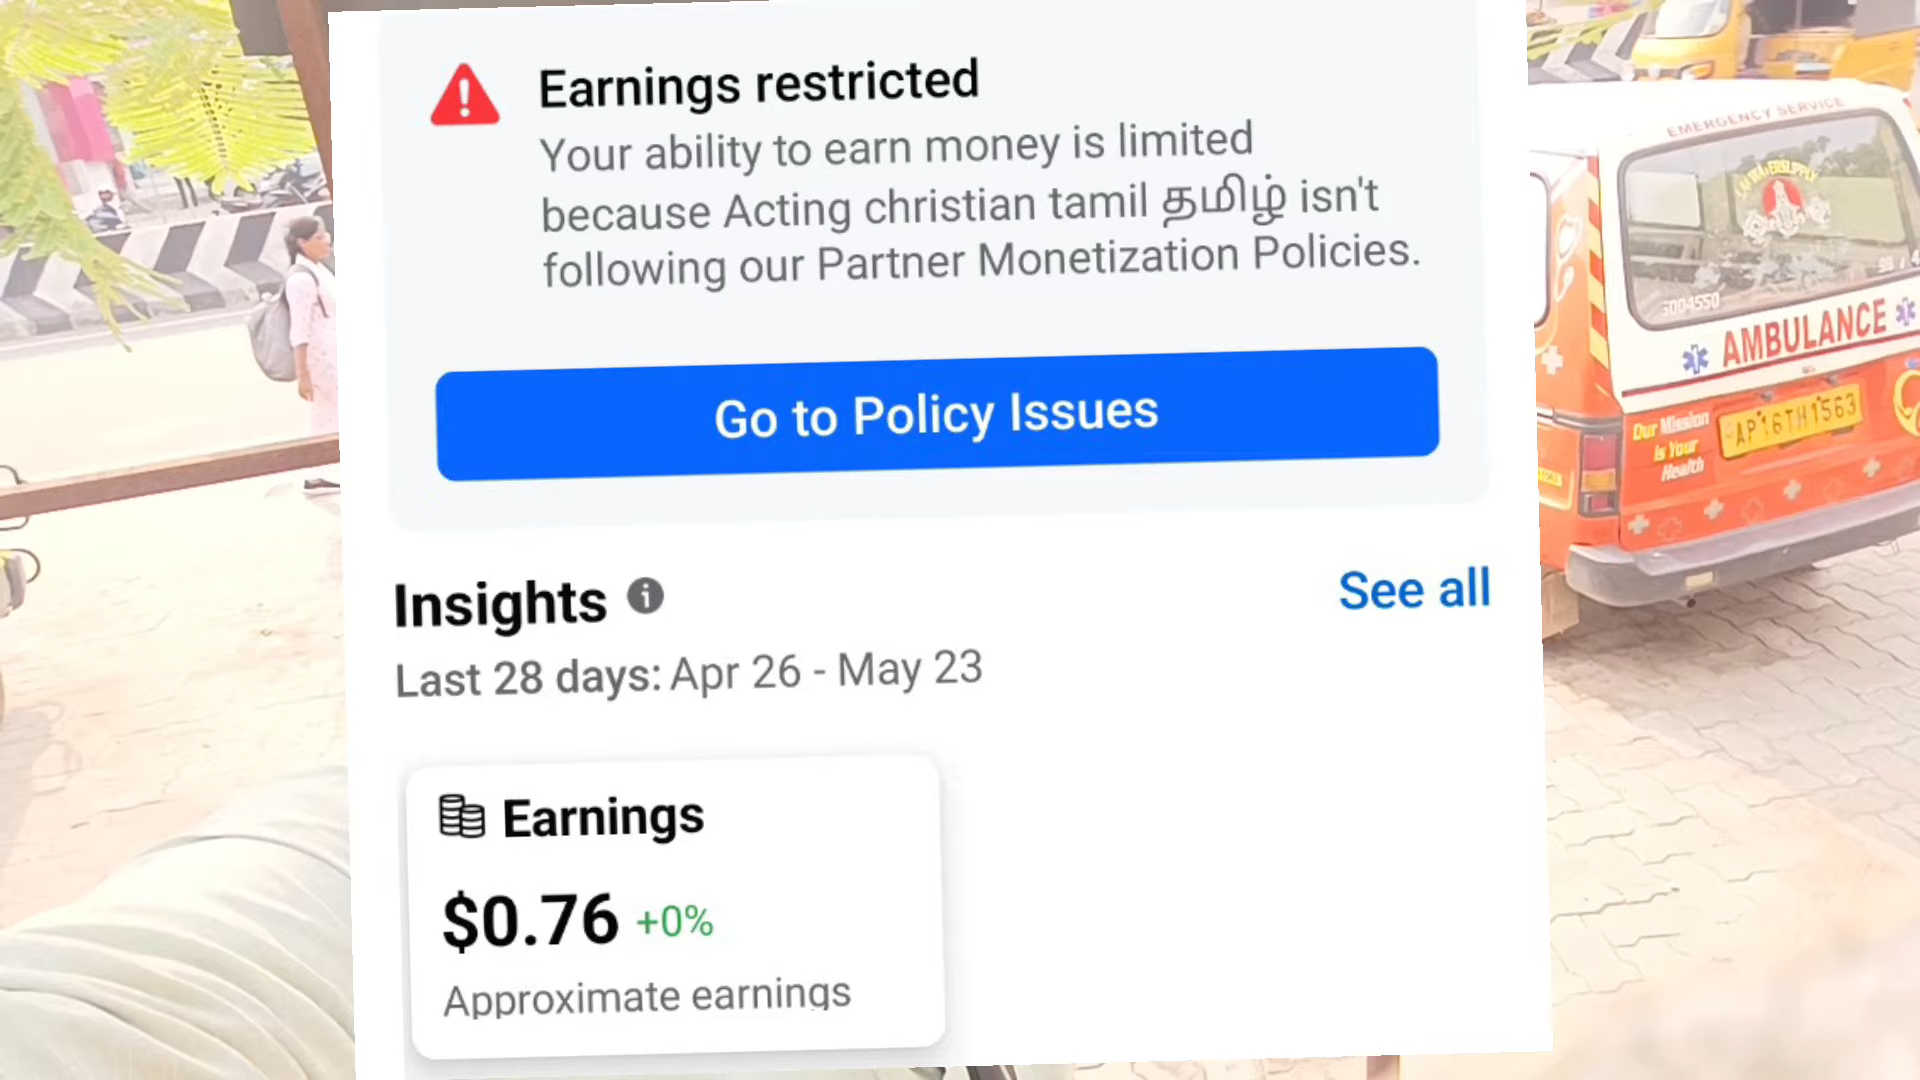 Earnings restricted
Your ability to earn money is limited
because Acting christian tamil தமிழ் isn't
following our Partner Monetization Policies.
Go to Policy Issues
Insights
See all
Last 28 days: Apr 26 - May 23
Earnings
$0.76 +0%
Approximate earnings
EMERGENCY SERVICE
AMBULANCE
Our Mission
is Your
Health
AP16TH1563